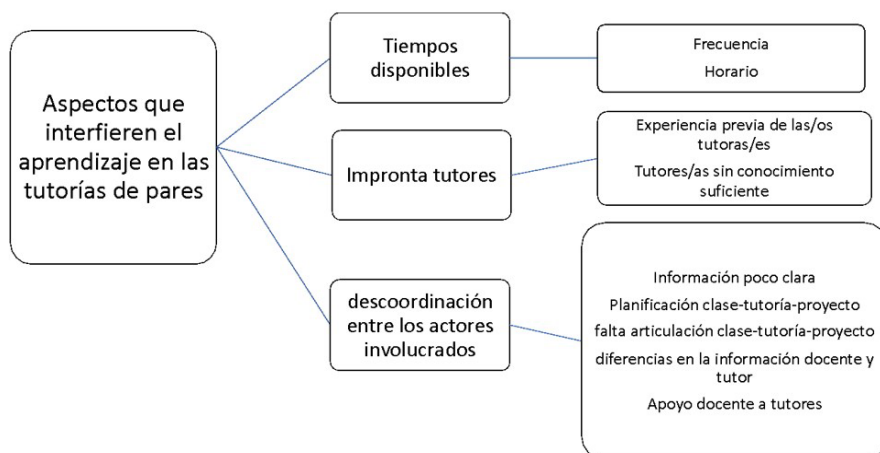 Aspectos que
interfieren el
aprendizaje en las
tutorías de pares
Tiempos
disponibles
Frecuencia
Horario
Impronta tutores
Experiencia previa de las/os
tutoras/es
Tutores/as sin conocimiento
suficiente
descoordinación
entre los actores
involucrados
Información poco clara
Planificación clase-tutoría-proyecto
falta articulación clase-tutoría-proyecto
diferencias en la información docente y
tutor
Apoyo docente a tutores